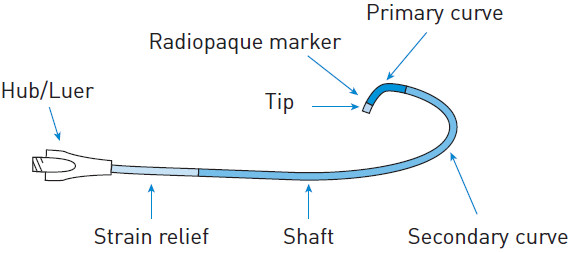 Primary curve
Radiopaque marker
Hub/Luer
Tip
Strain relief
Shaft
Secondary curve